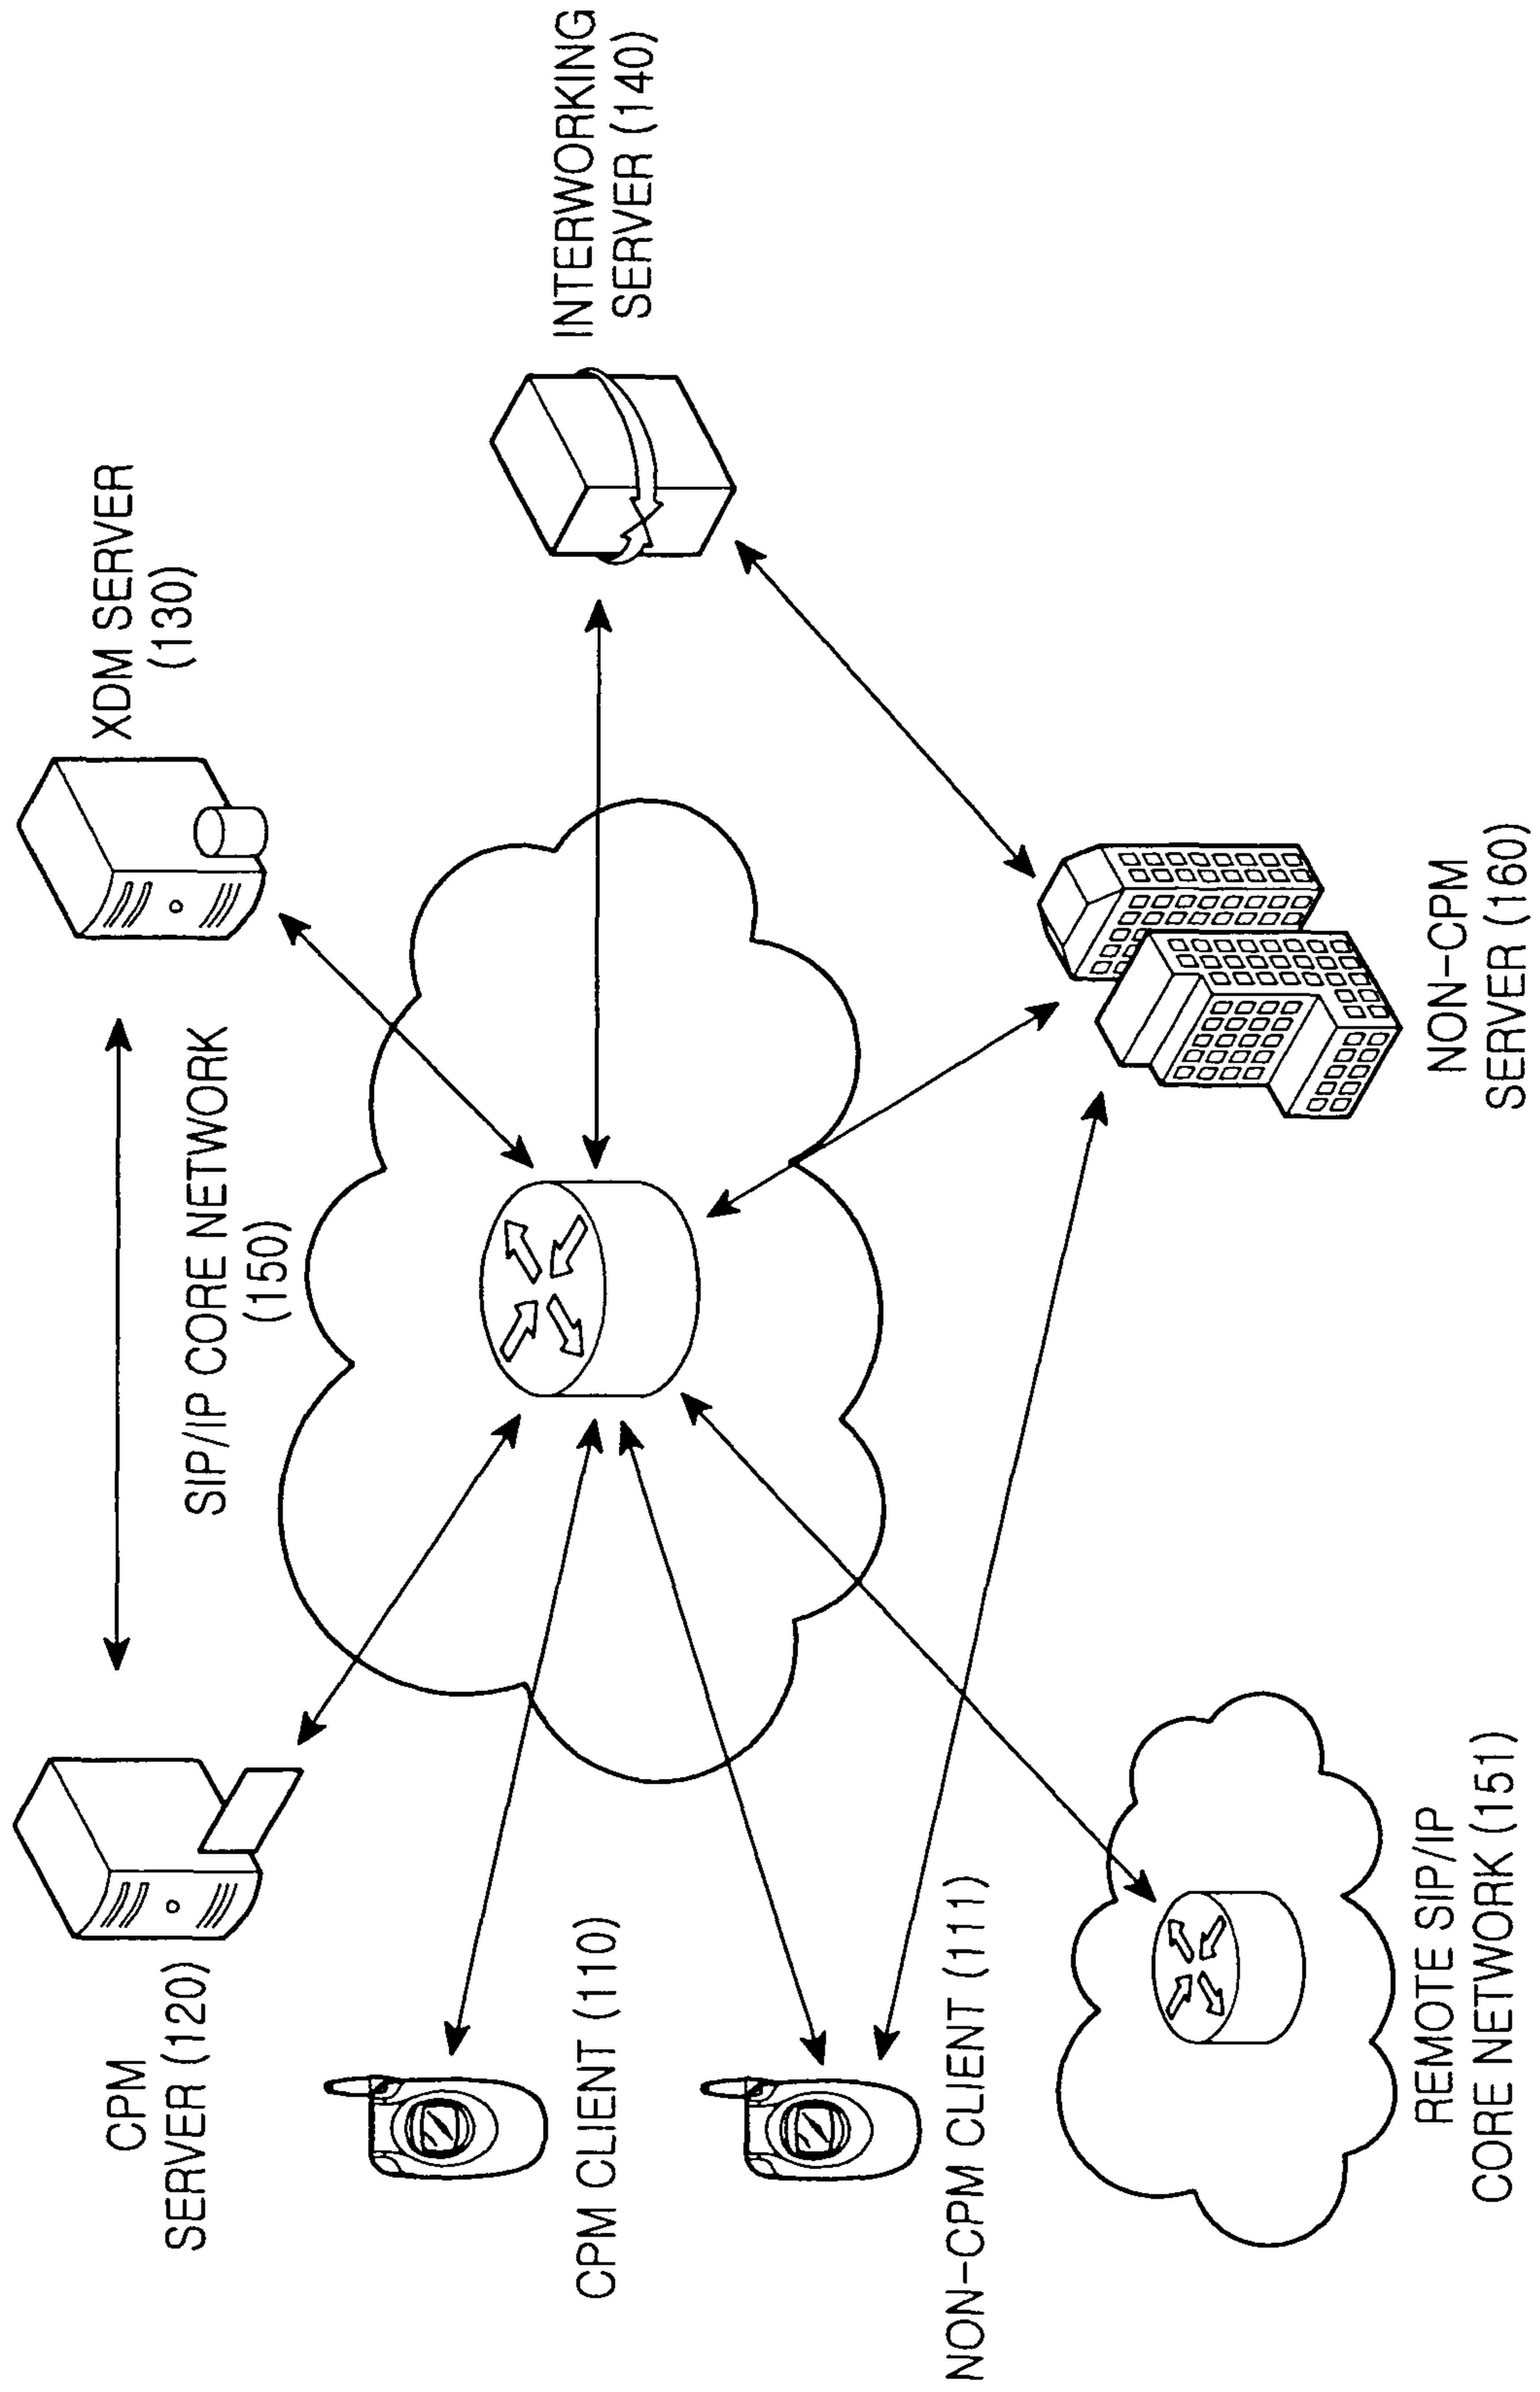 CPM
SERVER (120)
XDM SERVER
(130)
SIP/IP CORE NETWORK
(150)
CPM CLIENT (110)
INTERWORKING
SERVER (140)
NON-CPM CLIENT (111)
REMOTE SIP/IP
CORE NETWORK (151)
NON-CPM
SERVER (160)